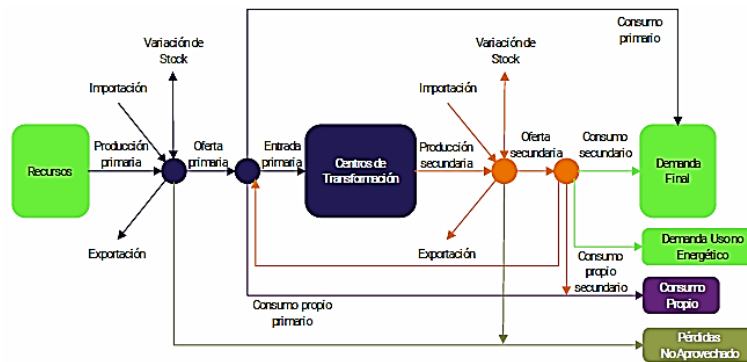 Consumo
primario
Variación de
Stock
Variación de
Stock
Importación
Importación
Recursos
Producción
primaria
Oferta
primaria
Entrada
primaria
Centros de
Transformación
Producción
secundaria
Oferta
secundaria
Consumo
secundario
Demanda
Final
Exportación
Exportación
Demanda Uso no
Energético
Consumo
propio
secundario
Consumo propio
primario
Consumo
Propio
Pérdidas
No Aprovechado